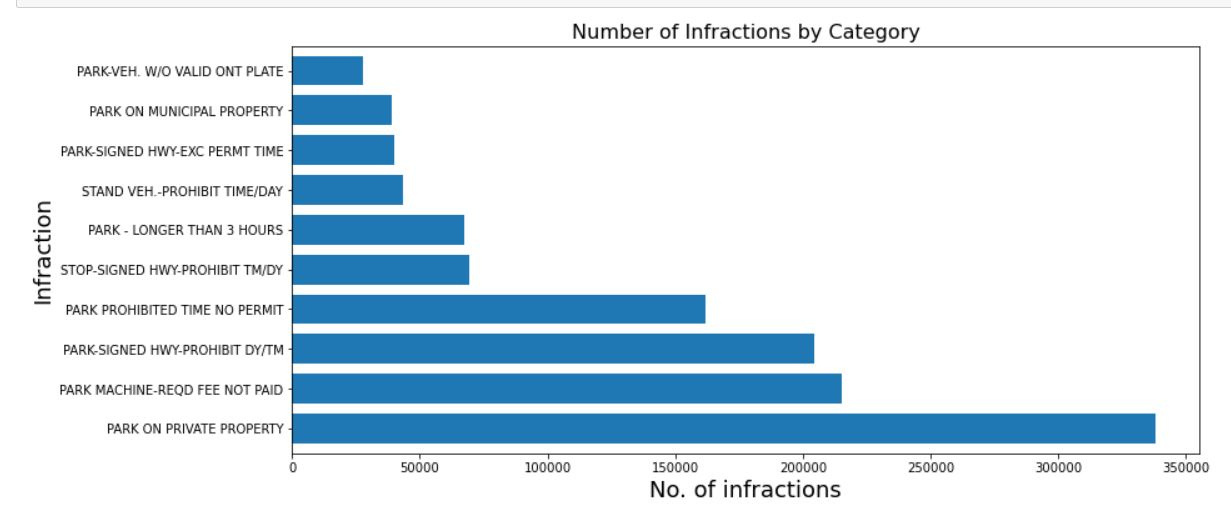 Number of Infractions by Category
PARK-VEH. W/O VALID ONT PLATE
PARK ON MUNICIPAL PROPERTY
PARK-SIGNED HWY-EXC PERMT TIME
STAND VEH.-PROHIBIT TIME/DAY
PARK - LONGER THAN 3 HOURS
STOP-SIGNED HWY-PROHIBIT TM/DY
PARK PROHIBITED TIME NO PERMIT
PARK-SIGNED HWY-PROHIBIT DY/TM
PARK MACHINE-REQD FEE NOT PAID
PARK ON PRIVATE PROPERTY
Infraction
0 50000 100000 150000 200000 250000 300000 350000
No. of infractions